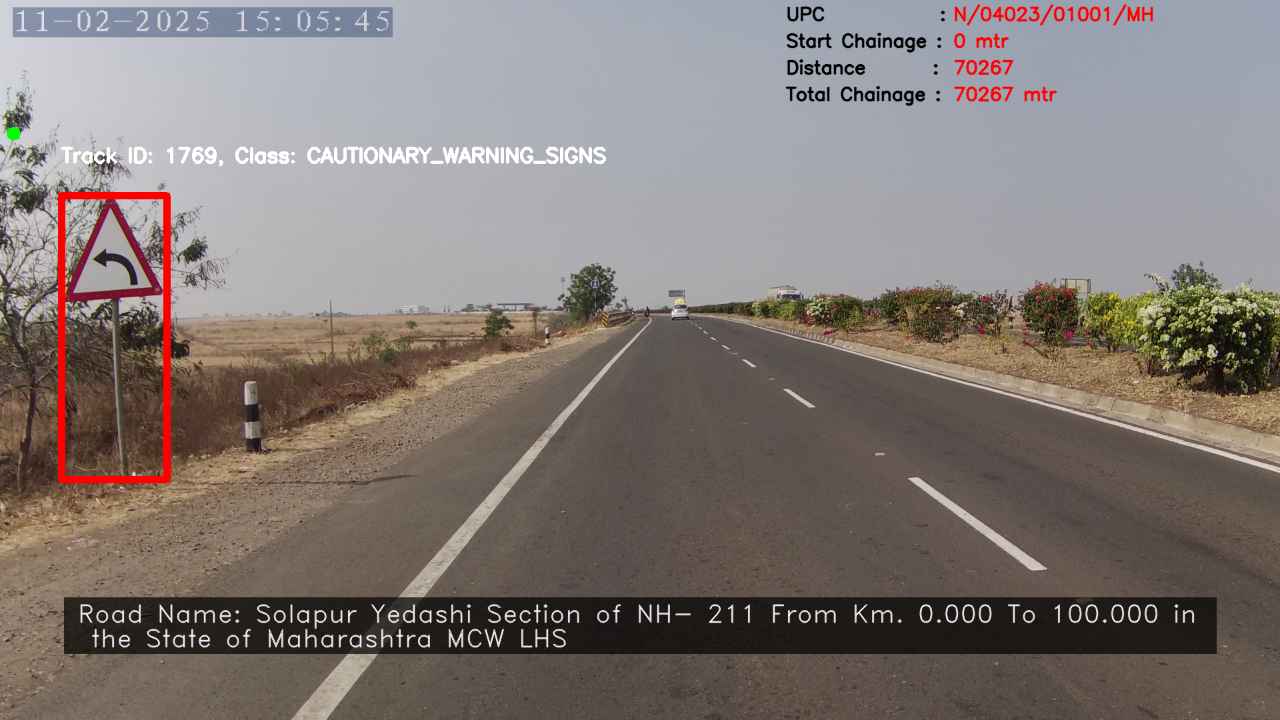 11-02-2025 15:05:45
UPC : N/04023/01001/MH
Start Chainage : 0 mtr
Distance : 70267
Total Chainage : 70267 mtr
Track ID: 1769, Class: CAUTIONARY_WARNING_SIGNS
Road Name: Solapur Yedashi Section of NH- 211 From Km. 0.000 To 100.000 in
the State of Maharashtra MCW LHS